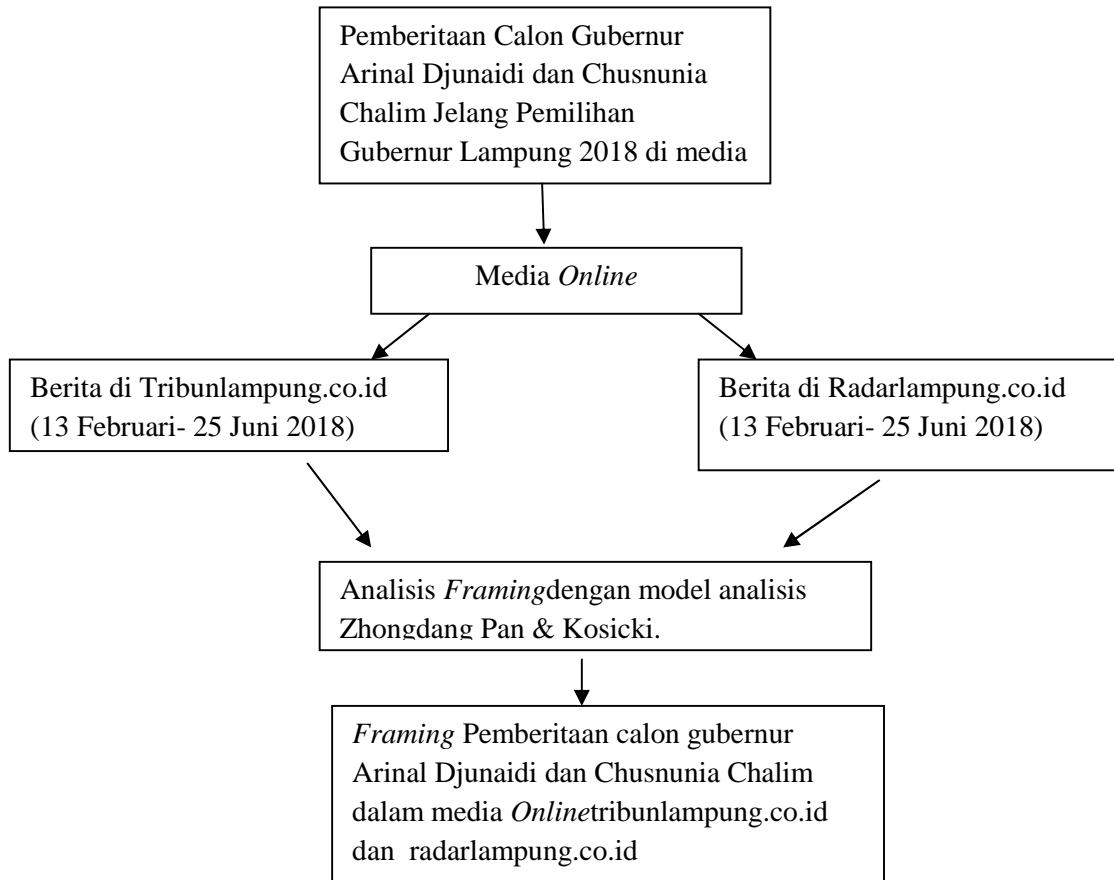 Pemberitaan Calon Gubernur
Arinal Djunaidi dan Chusnunia
Chalim Jelang Pemilihan
Gubernur Lampung 2018 di media
Media Online
Berita di Tribunlampung.co.id
(13 Februari- 25 Juni 2018)
Berita di Radarlampung.co.id
(13 Februari- 25 Juni 2018)
Analisis Framingdengan model analisis
Zhongdang Pan & Kosicki.
Framing Pemberitaan calon gubernur
Arinal Djunaidi dan Chusnunia Chalim
dalam media Onlinetribunlampung.co.id
dan  radarlampung.co.id